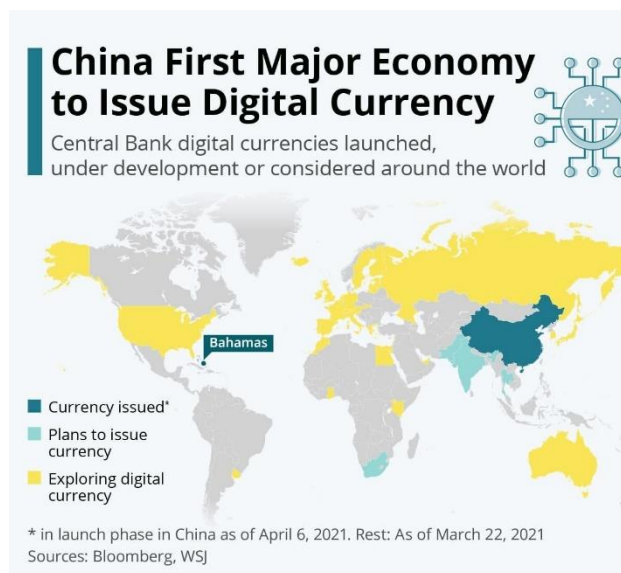 China First Major Economy
to Issue Digital Currency
Central Bank digital currencies launched,
under development or considered around the world
Bahamas
Currency issued*
Plans to issue
currency
Exploring digital
currency
* in launch phase in China as of April 6, 2021. Rest: As of March 22, 2021
Sources: Bloomberg, WSJ